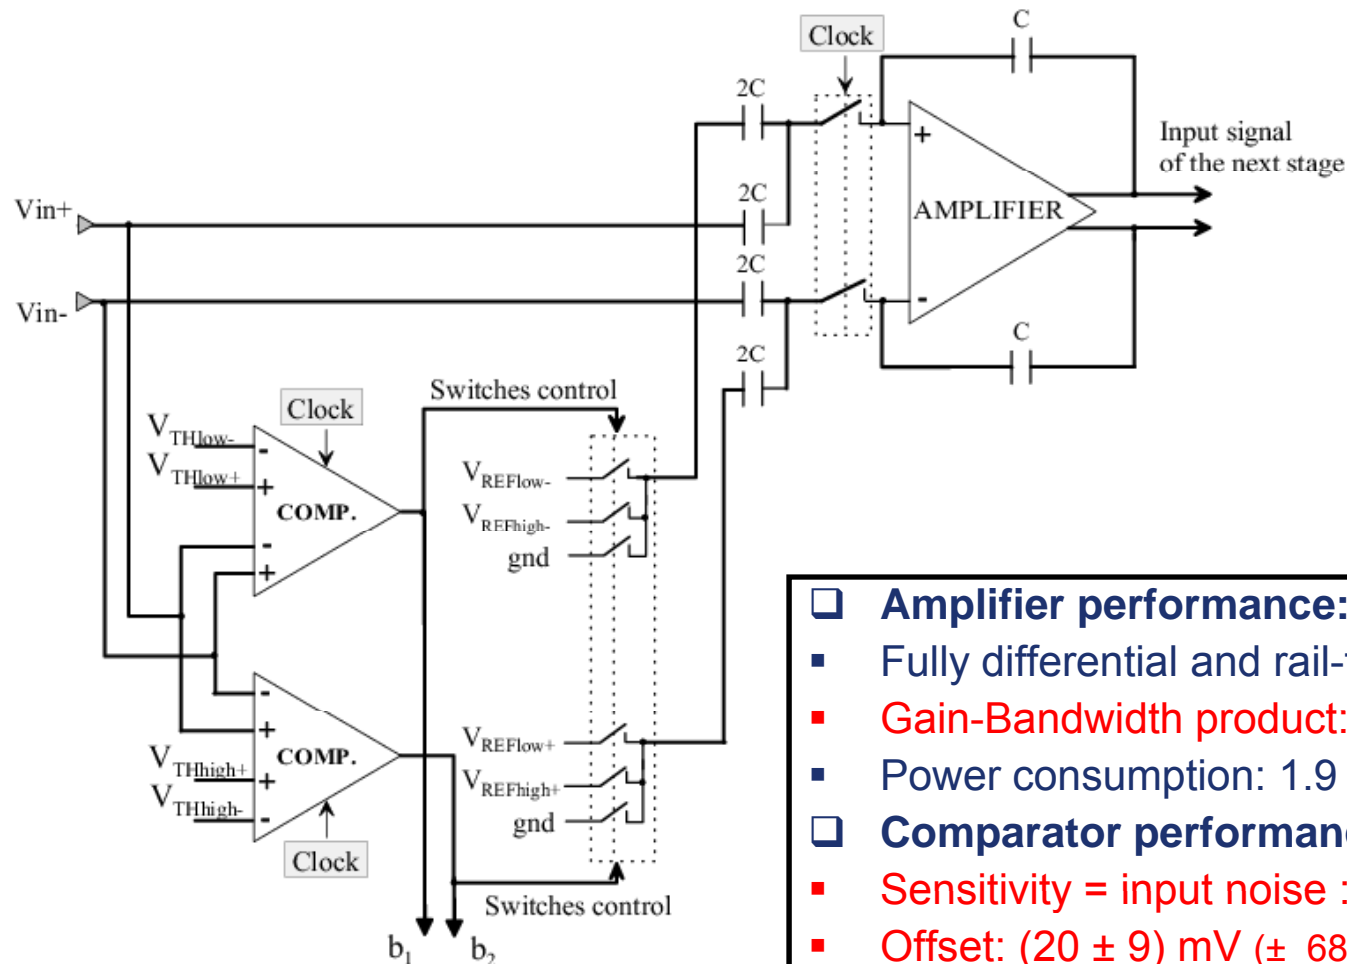 C
Clock
2C
+
Input signal
of the next stage
2C
AMPLIFIER
Vin+
2C
Vin-
-
2C
C
Switches control
Clock
VTHlow-
-
VTHlow+
+
COMP.
-
+
VREFlow-
VREFhigh-
gnd
-
+
VTHhigh+
+
COMP.
VTHhigh-
-
VREFlow+
VREFhigh+
gnd
Clock
Switches control
b1
b2
❑ Amplifier performance:
▪ Fully differential and rail-
▪ Gain-Bandwidth product:
▪ Power consumption: 1.9
❑ Comparator performan
▪ Sensitivity = input noise :
▪ Offset: (20 ± 9) mV (± 68